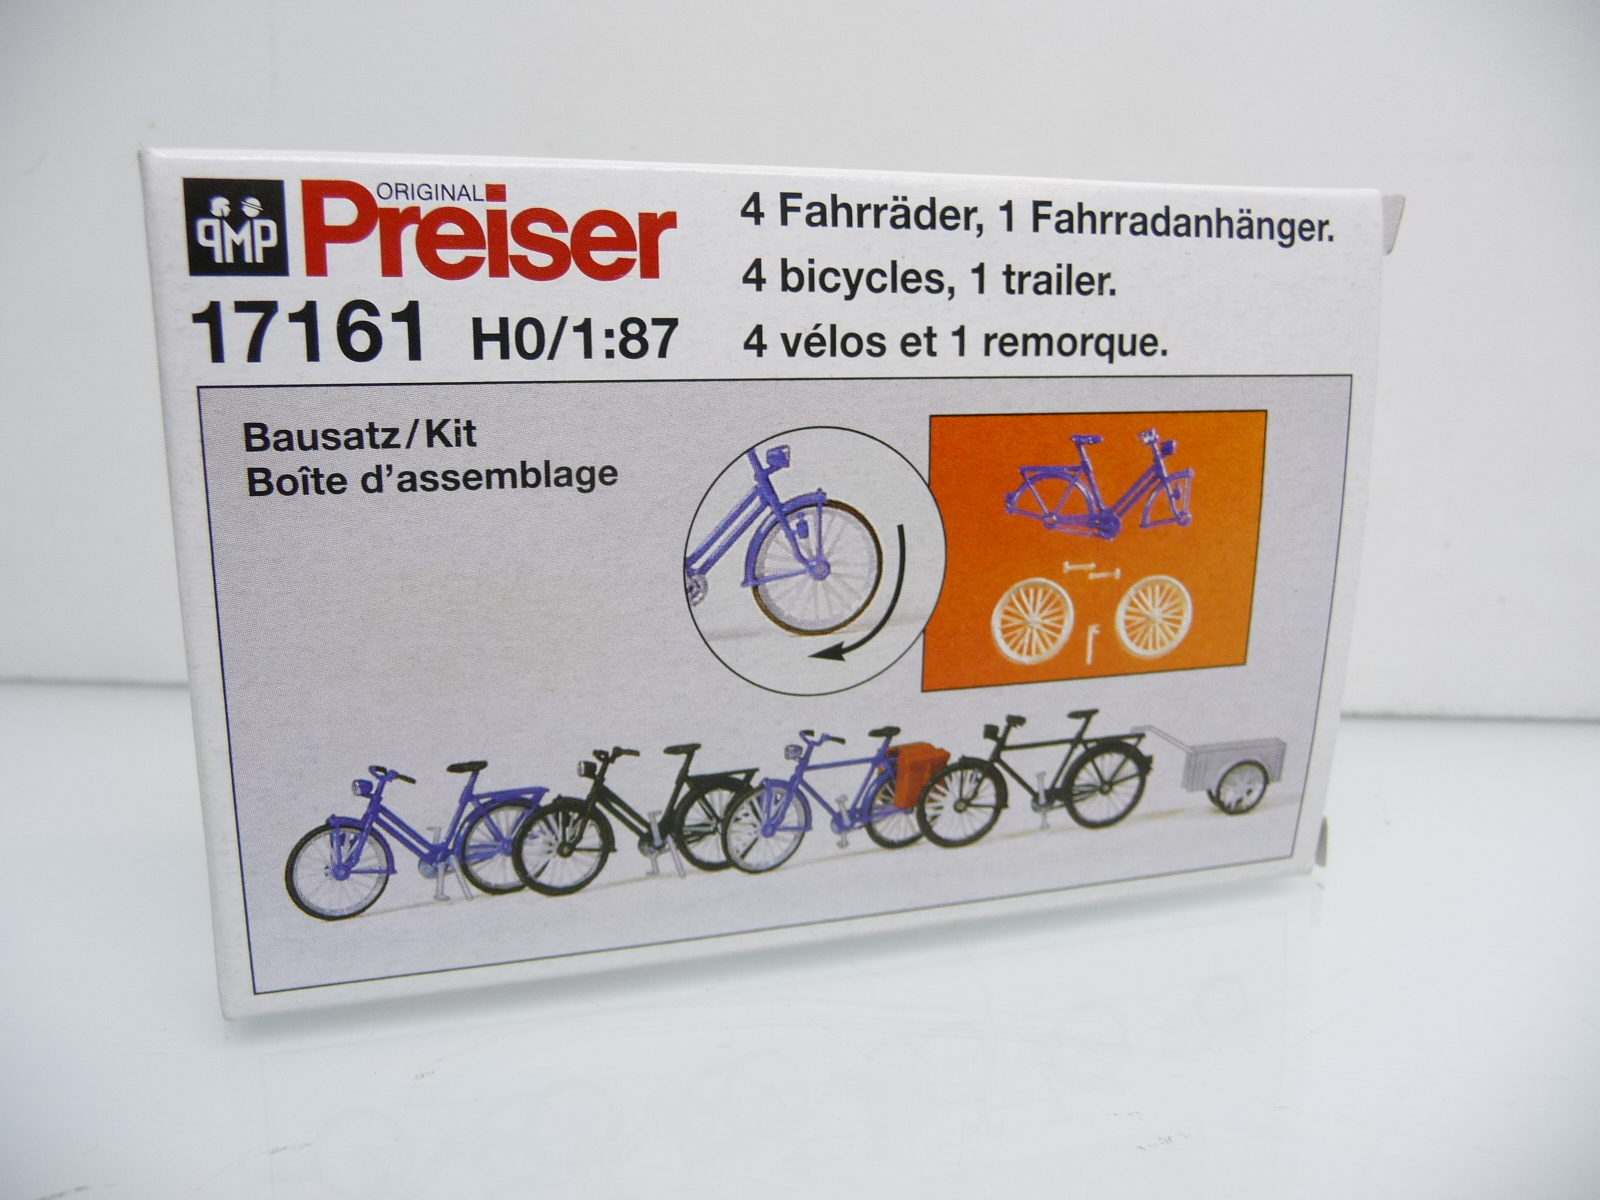 PMP
ORIGINAL
Preiser
17161 H0/1:87
4 Fahrräder, 1 Fahrradanhänger.
4 bicycles, 1 trailer.
4 vélos et 1 remorque.
Bausatz/Kit
Boîte d'assemblage